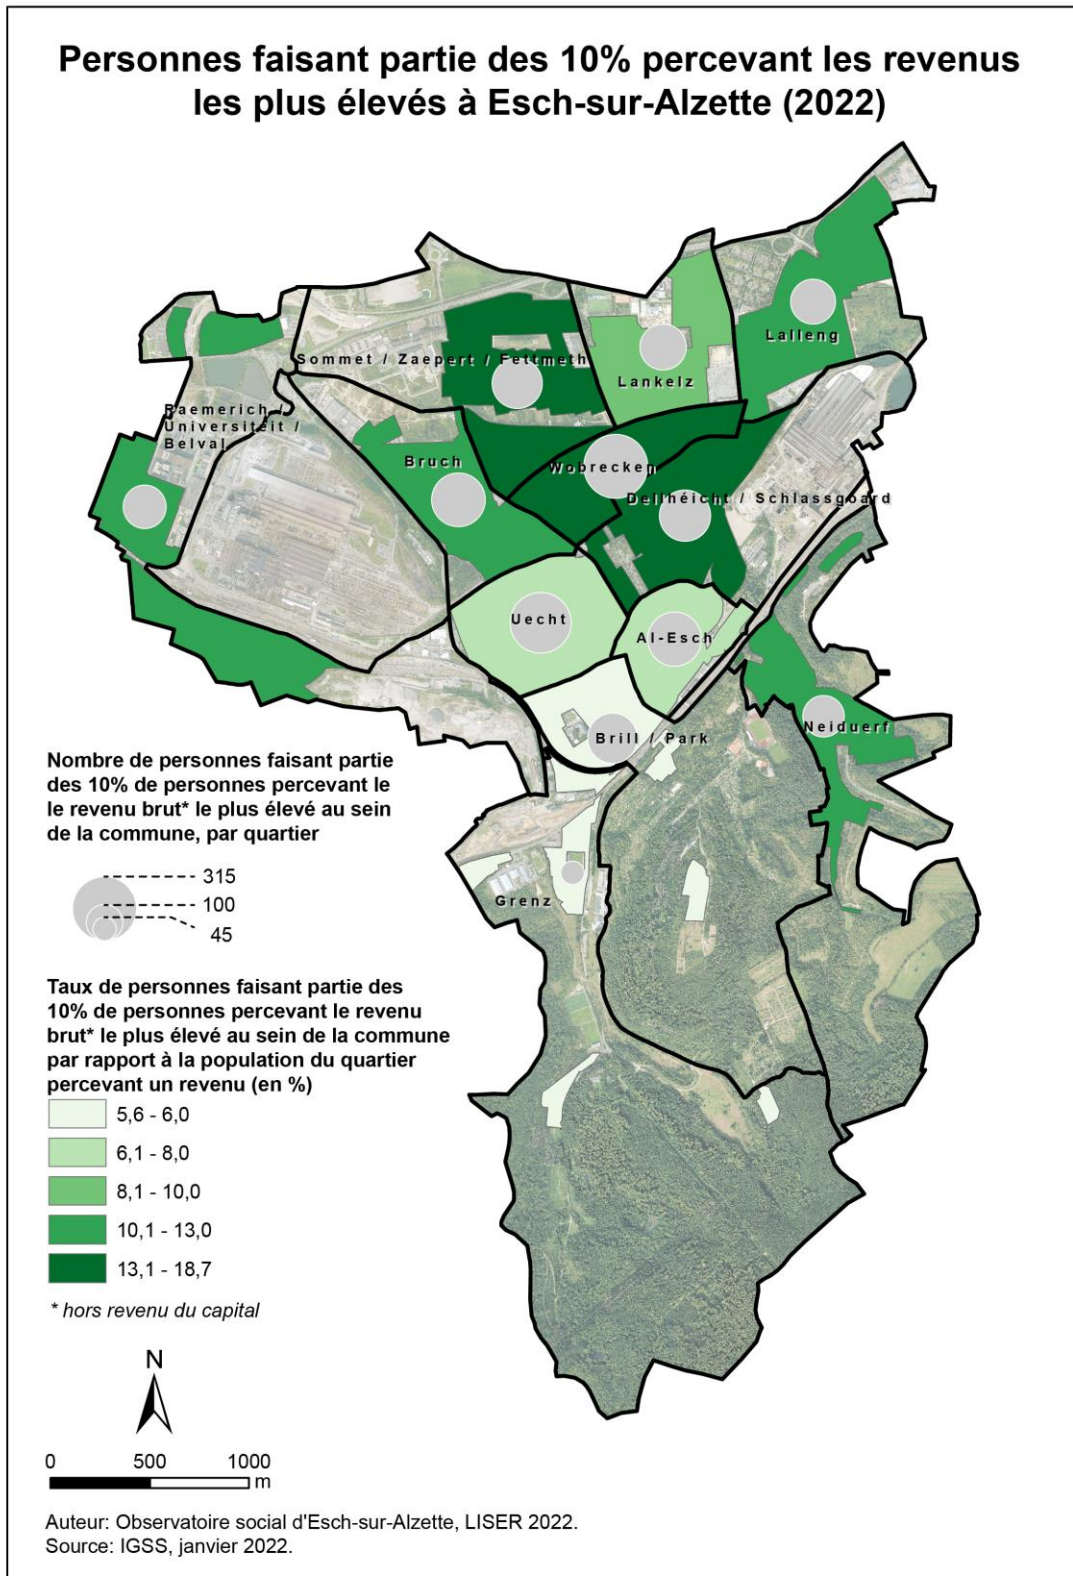 Personnes faisant partie des 10% percevant les revenus
les plus élevés à Esch-sur-Alzette (2022)
Sommet / Zaepert / Fettmeth
Lankelz
Lalleng
Raemerich /
Universiteit /
Belval
Bruch
Wobrecken
Dellhéicht / Schlassgoard
Uecht
Al-Esch
Brill / Park
Neiduerf
Grenz
Nombre de personnes faisant partie
des 10% de personnes percevant le
le revenu brut* le plus élevé au sein
de la commune, par quartier
315
100
45
Taux de personnes faisant partie des
10% de personnes percevant le revenu
brut* le plus élevé au sein de la commune
par rapport à la population du quartier
percevant un revenu (en %)
5,6 - 6,0
6,1 - 8,0
8,1 - 10,0
10,1 - 13,0
13,1 - 18,7
* hors revenu du capital
N
0 500 1000
m
Auteur: Observatoire social d'Esch-sur-Alzette, LISER 2022.
Source: IGSS, janvier 2022.